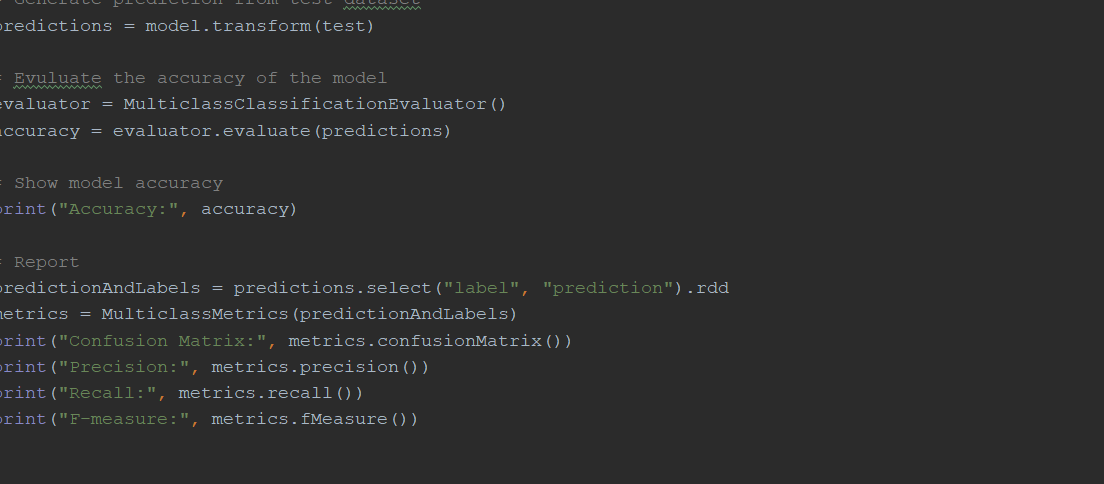 Generate prediction from test dataset
predictions = model.transform(test)
# Evuluate the accuracy of the model
evaluator = MulticlassClassificationEvaluator()
accuracy = evaluator.evaluate(predictions)
# Show model accuracy
print("Accuracy:", accuracy)
# Report
predictionAndLabels = predictions.select("label", "prediction").rdd
metrics = MulticlassMetrics(predictionAndLabels)
print("Confusion Matrix:", metrics.confusionMatrix())
print("Precision:", metrics.precision())
print("Recall:", metrics.recall())
print("F-measure:", metrics.fMeasure())